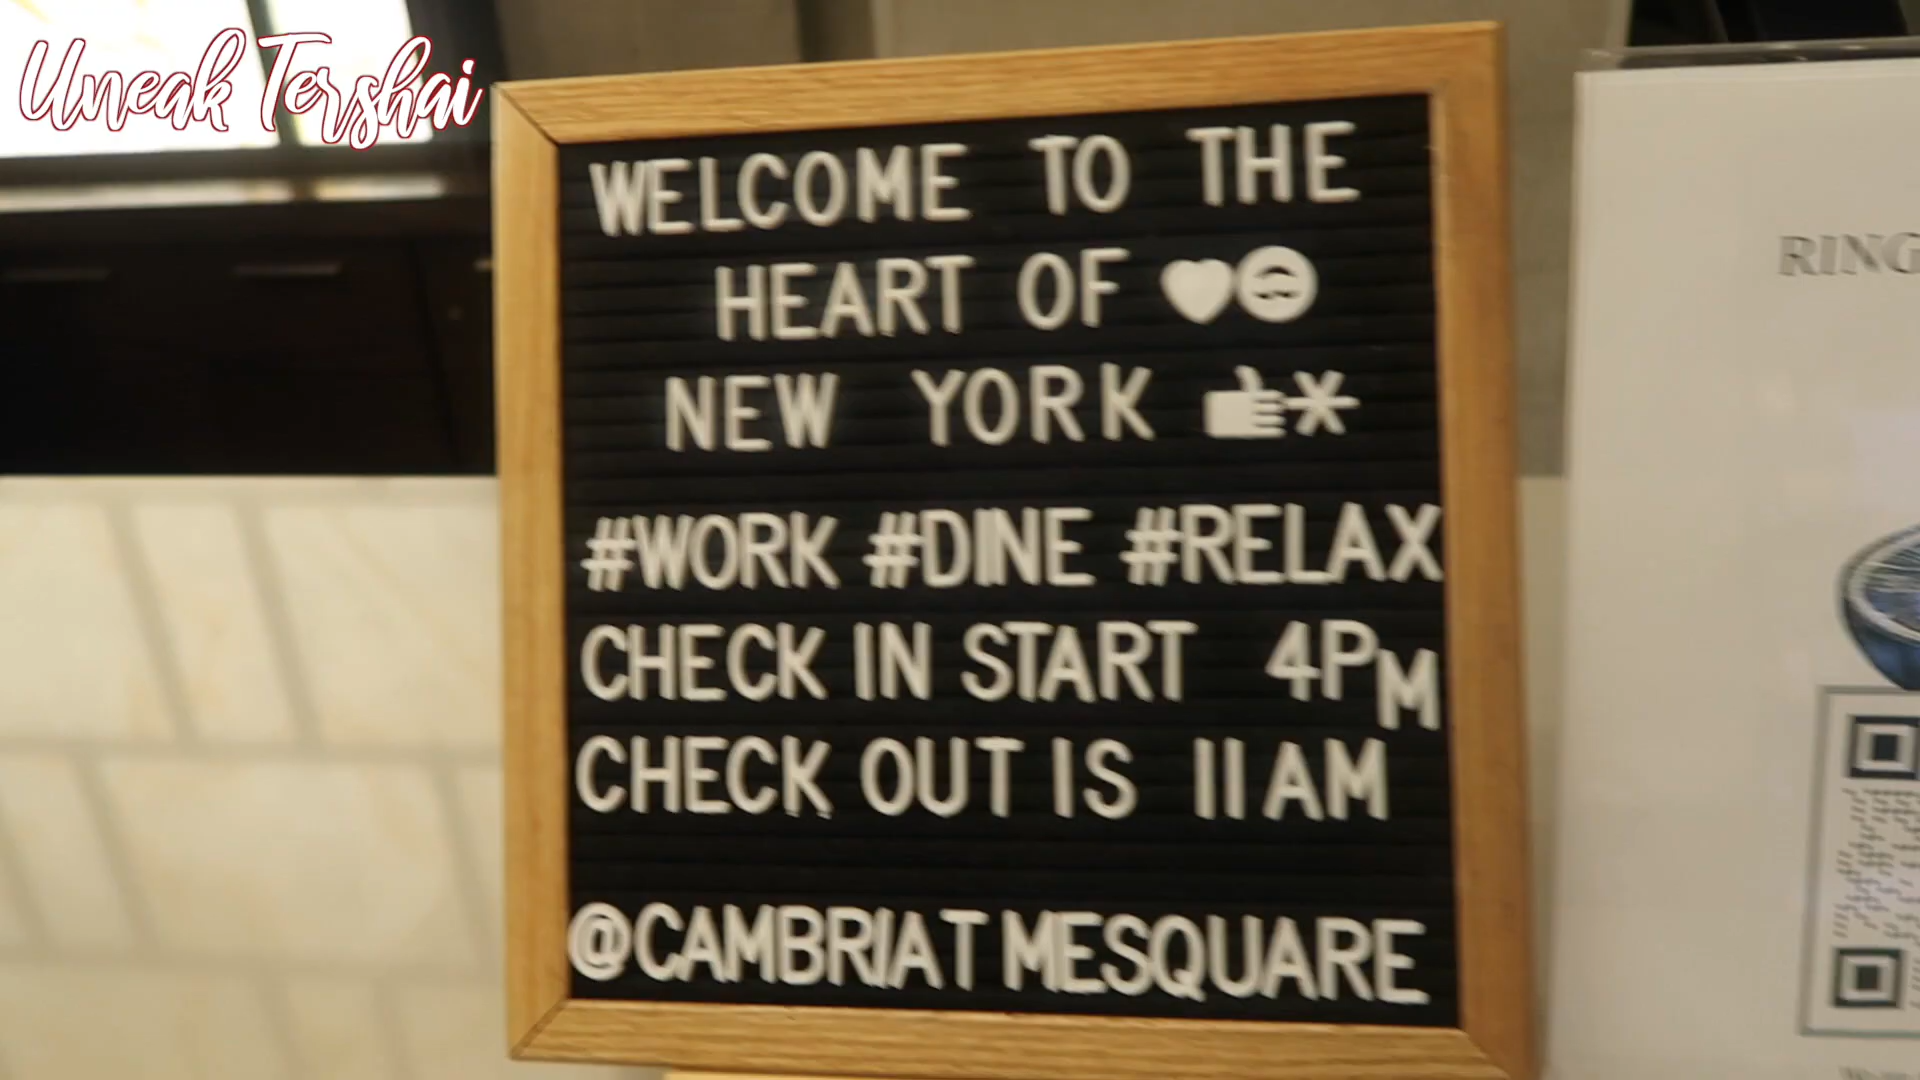 Uneak Tershai
WELCOME TO THE
HEART OF
NEW YORK
#WORK #DINE #RELAX
CHECK IN START 4PM
CHECK OUT IS 11AM
@CAMBRIATMESQUARE
RING